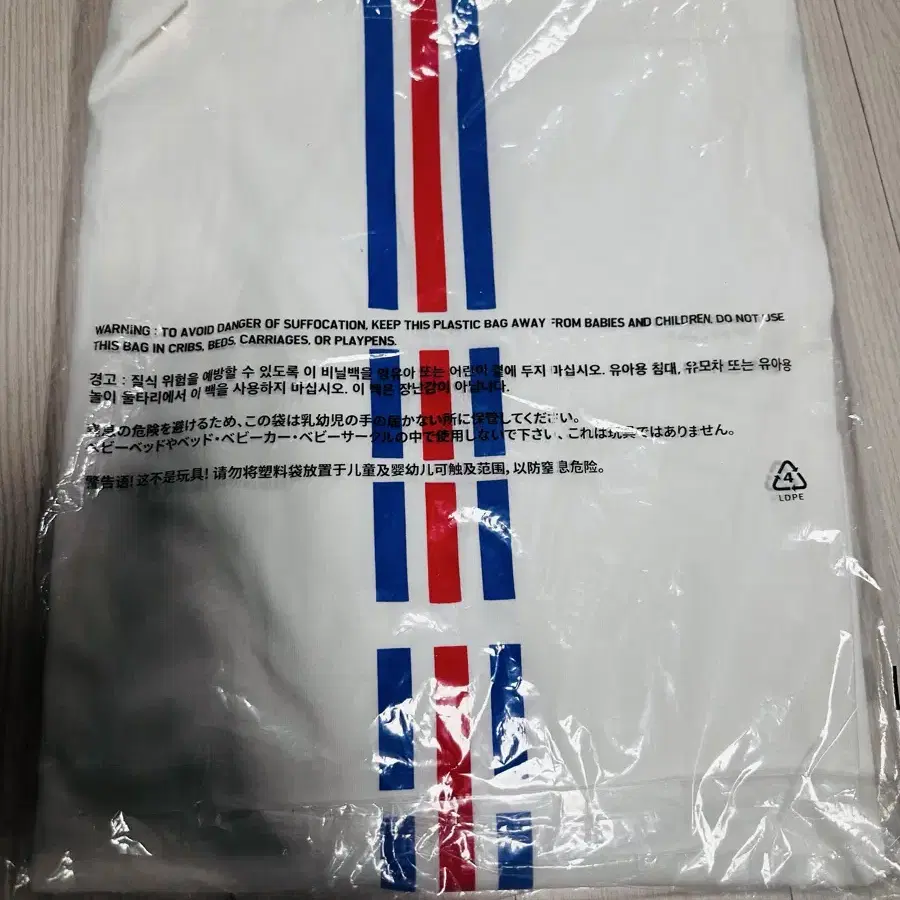 WARNING : TO AVOID DANGER OF SUFFOCATION, KEEP THIS PLASTIC BAG AWAY FROM BABIES AND CHILDREN. DO NOT USE
THIS BAG IN CRIBS, BEDS, CARRIAGES, OR PLAYPENS.
경고 : 질식 위험을 예방할 수 있도록 이 비닐백을 영유아 또는 어린이 곁에 두지 마십시오. 유아용 침대, 유모차 또는 유아용
놀이 울타리에서 이 백을 사용하지 마십시오. 이 백은 장난감이 아닙니다.
の危険を避けるため、この袋は乳幼児の手の届かない所に保管してください。
ベビーベッドやベッド・ベビーカー・ベビーサークルの中で使用しないで下さい、これは玩具ではありません。
警告语! 这不是玩具! 请勿将塑料袋放置于儿童及婴幼儿可触及范围, 以防窒息危险。
4
LDPE